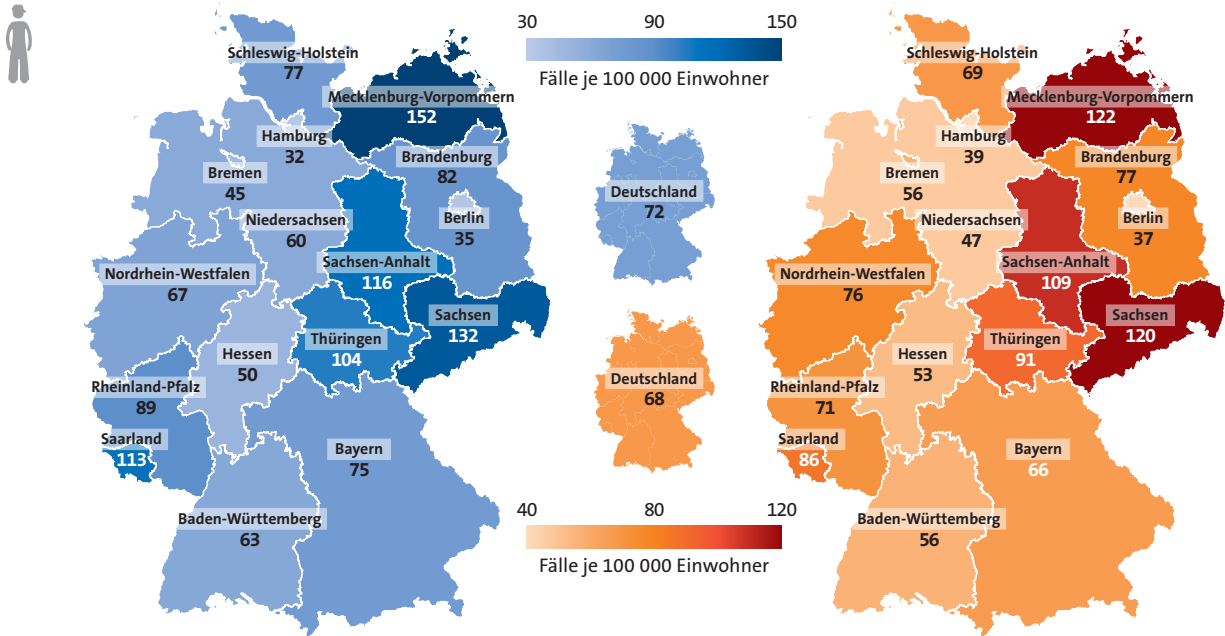 30 90 150
Fälle je 100 000 Einwohner
Schleswig-Holstein
77
Mecklenburg-Vorpommern
152
Hamburg
32
Brandenburg
82
Bremen
45
Berlin
35
Niedersachsen
60
Sachsen-Anhalt
116
Nordrhein-Westfalen
67
Sachsen
132
Thüringen
104
Hessen
50
Rheinland-Pfalz
89
Saarland
113
Bayern
75
Baden-Württemberg
63
Deutschland
72
Deutschland
68
40 80 120
Fälle je 100 000 Einwohner
Schleswig-Holstein
69
Mecklenburg-Vorpommern
122
Hamburg
39
Brandenburg
77
Bremen
56
Berlin
37
Niedersachsen
47
Sachsen-Anhalt
109
Nordrhein-Westfalen
76
Sachsen
120
Thüringen
91
Hessen
53
Rheinland-Pfalz
71
Saarland
86
Bayern
66
Baden-Württemberg
56